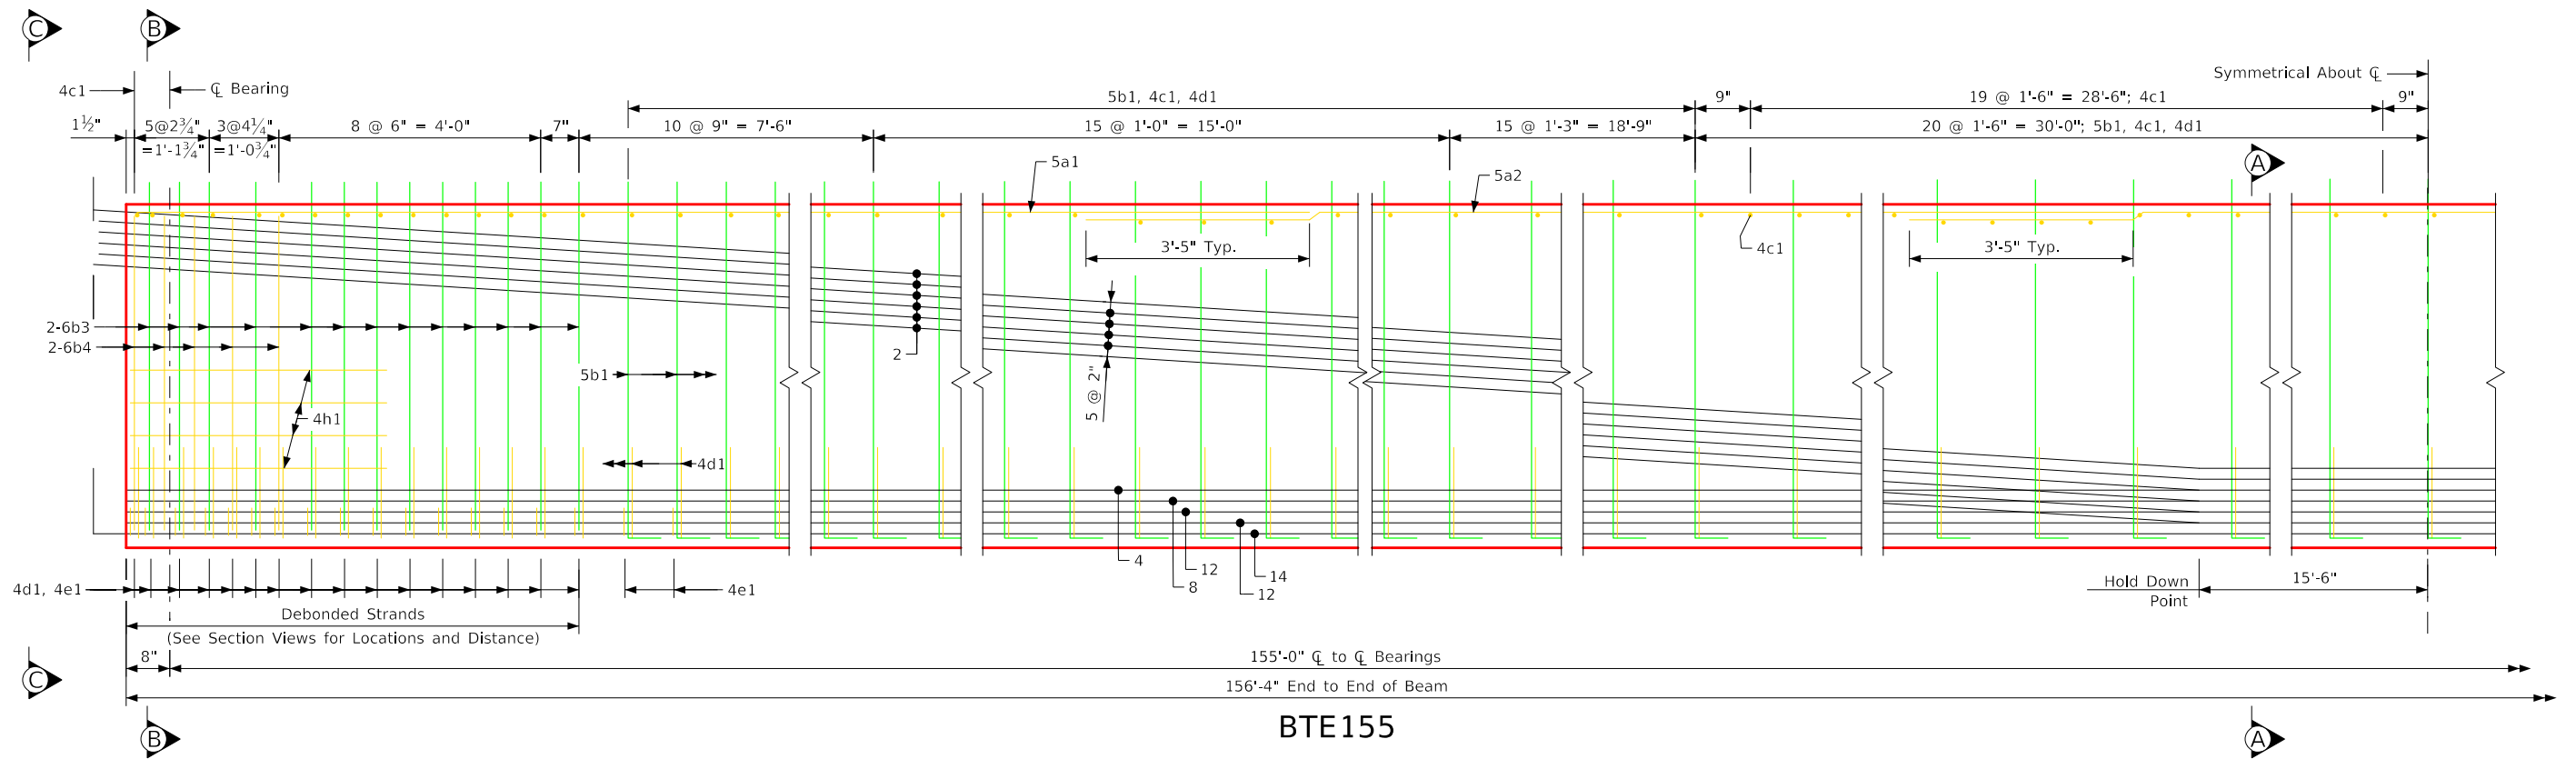 C
B
Symmetrical About ℄
4c1
℄ Bearing
5b1, 4c1, 4d1
9"
19 @ 1'-6" = 28'-6"; 4c1
9"
1½"
5@2¾"
=1'-1¾"
3@4¼"
=1'-0¾"
8 @ 6" = 4'-0"
7"
10 @ 9" = 7'-6"
15 @ 1'-0" = 15'-0"
15 @ 1'-3" = 18'-9"
20 @ 1'-6" = 30'-0"; 5b1, 4c1, 4d1
A
5a1
5a2
3'-5" Typ.
4c1
3'-5" Typ.
2-6b3
2-6b4
2
5b1
5 @ 2"
4h1
4d1
4
8
12
12
14
4d1, 4e1
4e1
Hold Down
Point
15'-6"
Debonded Strands
(See Section Views for Locations and Distance)
8"
155'-0" ℄ to ℄ Bearings
C
156'-4" End to End of Beam
BTE155
B
A